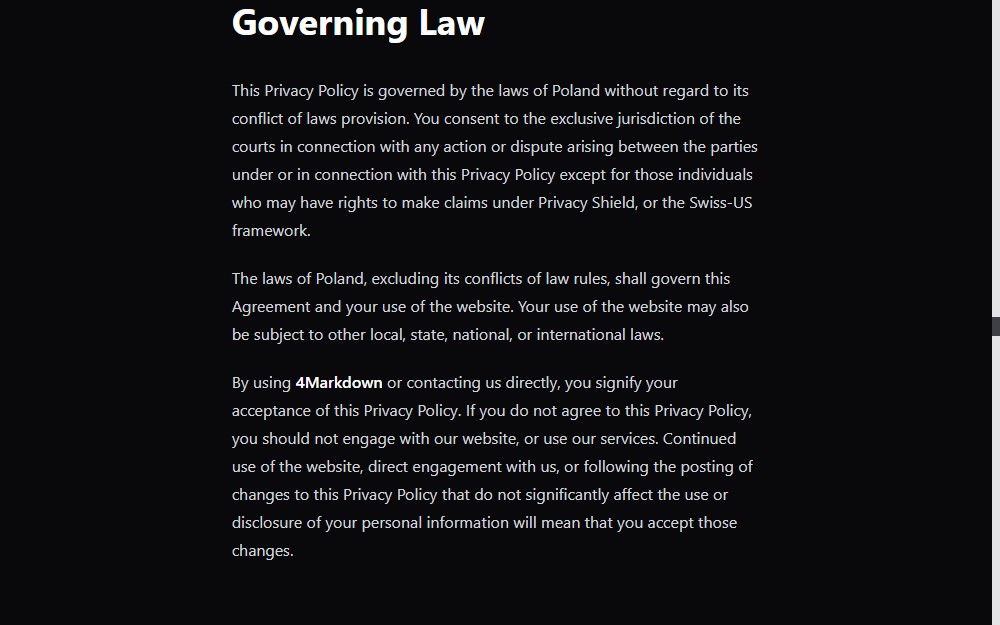 Governing Law
This Privacy Policy is governed by the laws of Poland without regard to its
conflict of laws provision. You consent to the exclusive jurisdiction of the
courts in connection with any action or dispute arising between the parties
under or in connection with this Privacy Policy except for those individuals
who may have rights to make claims under Privacy Shield, or the Swiss-US
framework.
The laws of Poland, excluding its conflicts of law rules, shall govern this
Agreement and your use of the website. Your use of the website may also
be subject to other local, state, national, or international laws.
By using 4Markdown or contacting us directly, you signify your
acceptance of this Privacy Policy. If you do not agree to this Privacy Policy,
you should not engage with our website, or use our services. Continued
use of the website, direct engagement with us, or following the posting of
changes to this Privacy Policy that do not significantly affect the use or
disclosure of your personal information will mean that you accept those
changes.